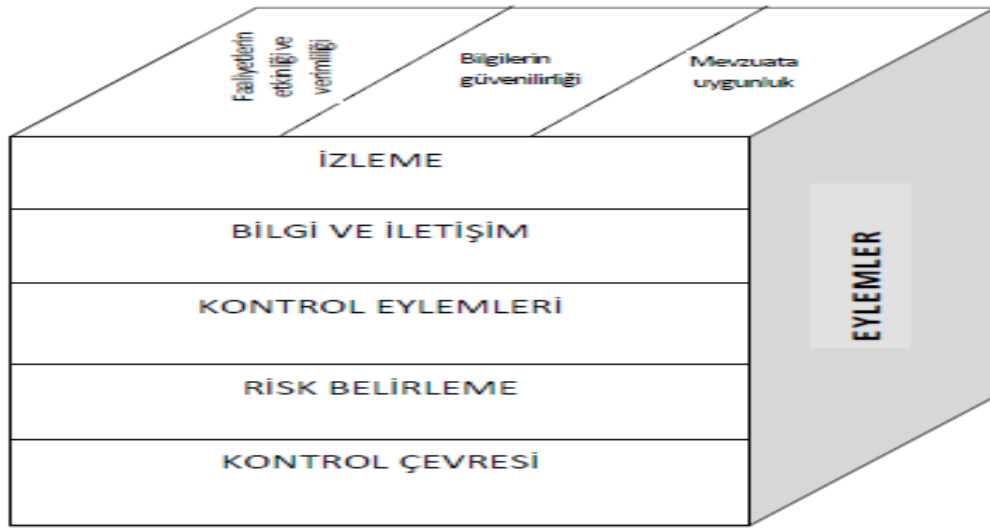 Faaliyetlerin
etkinliği ve
verimliliği
Bilgilerin
güvenilirliği
Mevzuata
uygunluk
İZLEME
BİLGİ VE İLETİŞİM
KONTROL EYLEMLERİ
RİSK BELİRLEME
KONTROL ÇEVRESİ
EYLEMLER